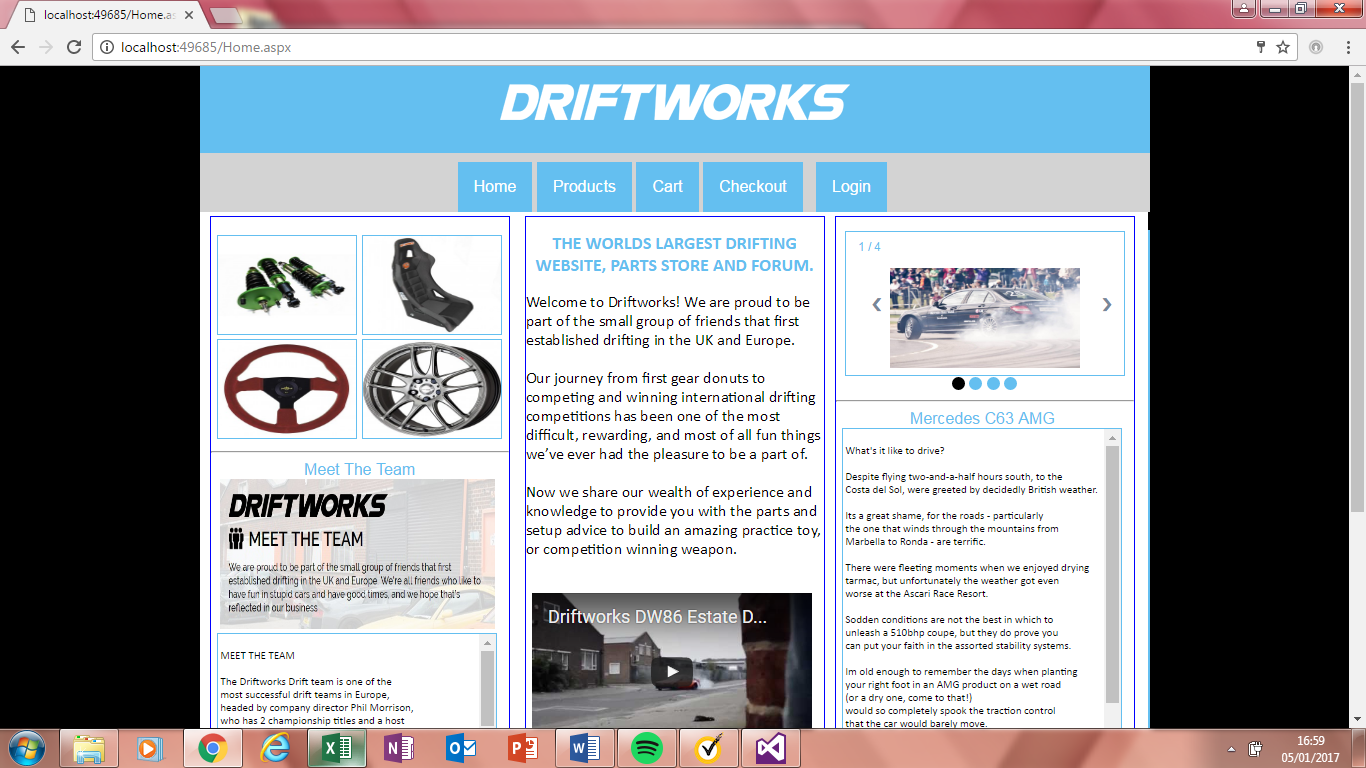 localhost:49685/Home.as
localhost:49685/Home.aspx
DRIFTWORKS
Home
Products
Cart
Checkout
Login
THE WORLDS LARGEST DRIFTING
WEBSITE, PARTS STORE AND FORUM.
Welcome to Driftworks! We are proud to be
part of the small group of friends that first
established drifting in the UK and Europe.
Our journey from first gear donuts to
competing and winning international drifting
competitions has been one of the most
difficult, rewarding, and most of all fun things
we've ever had the pleasure to be a part of.
Now we share our wealth of experience and
knowledge to provide you with the parts and
setup advice to build an amazing practice toy,
or competition winning weapon.
Driftworks DW86 Estate D...
Meet The Team
DRIFTWORKS
MEET THE TEAM
We are proud to be part of the small group of friends that first
established drifting in the UK and Europe. We're all friends who like to
have fun in stupid cars and have good times, and we hope that's
reflected in our business
MEET THE TEAM
The Driftworks Drift team is one of the
most successful drift teams in Europe,
headed by company director Phil Morrison,
who has 2 championship titles and a host
1 / 4
Mercedes C63 AMG
What's it like to drive?
Despite flying two-and-a-half hours south, to the
Costa del Sol, were greeted by decidedly British weather.
Its a great shame, for the roads - particularly
the one that winds through the mountains from
Marbella to Ronda - are terrific.
There were fleeting moments when we enjoyed drying
tarmac, but unfortunately the weather got even
worse at the Ascari Race Resort.
Sodden conditions are not the best in which to
unleash a 510bhp coupe, but they do prove you
can put your faith in the assorted stability systems.
Im old enough to remember the days when planting
your right foot in an AMG product on a wet road
(or a dry one, come to that!)
would so completely spook the traction control
that the car would barely move.
16:59
05/01/2017